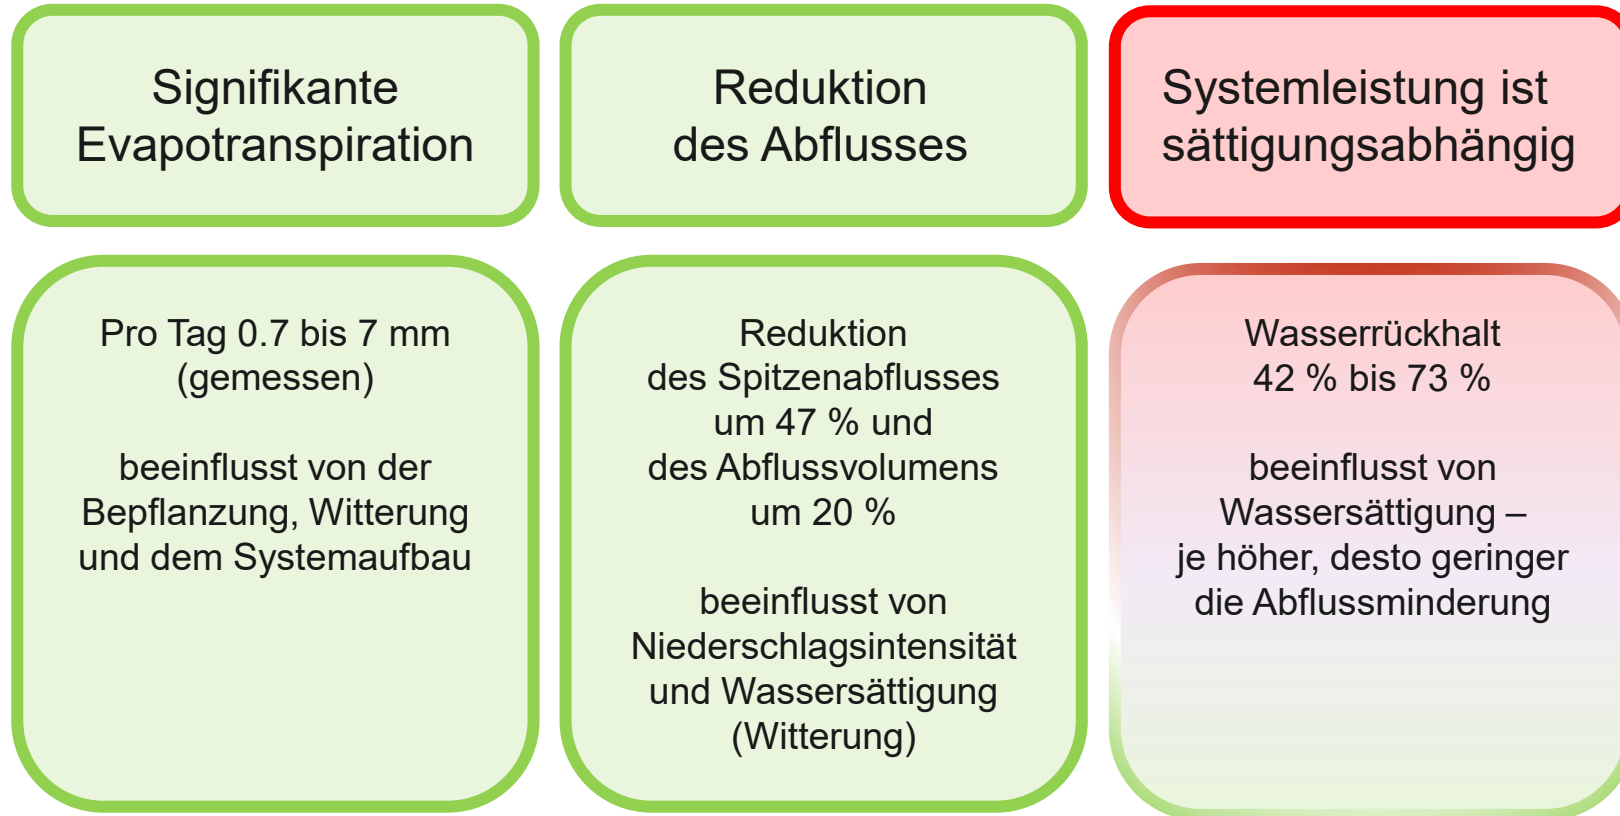 Signifikante
Evapotranspiration
Reduktion
des Abflusses
Systemleistung ist
sättigungsabhängig
Pro Tag 0.7 bis 7 mm
(gemessen)
beeinflusst von der
Bepflanzung, Witterung
und dem Systemaufbau
Reduktion
des Spitzenabflusses
um 47 % und
des Abflussvolumens
um 20 %
beeinflusst von
Niederschlagsintensität
und Wassersättigung
(Witterung)
Wasserrückhalt
42 % bis 73 %
beeinflusst von
Wassersättigung –
je höher, desto geringer
die Abflussminderung